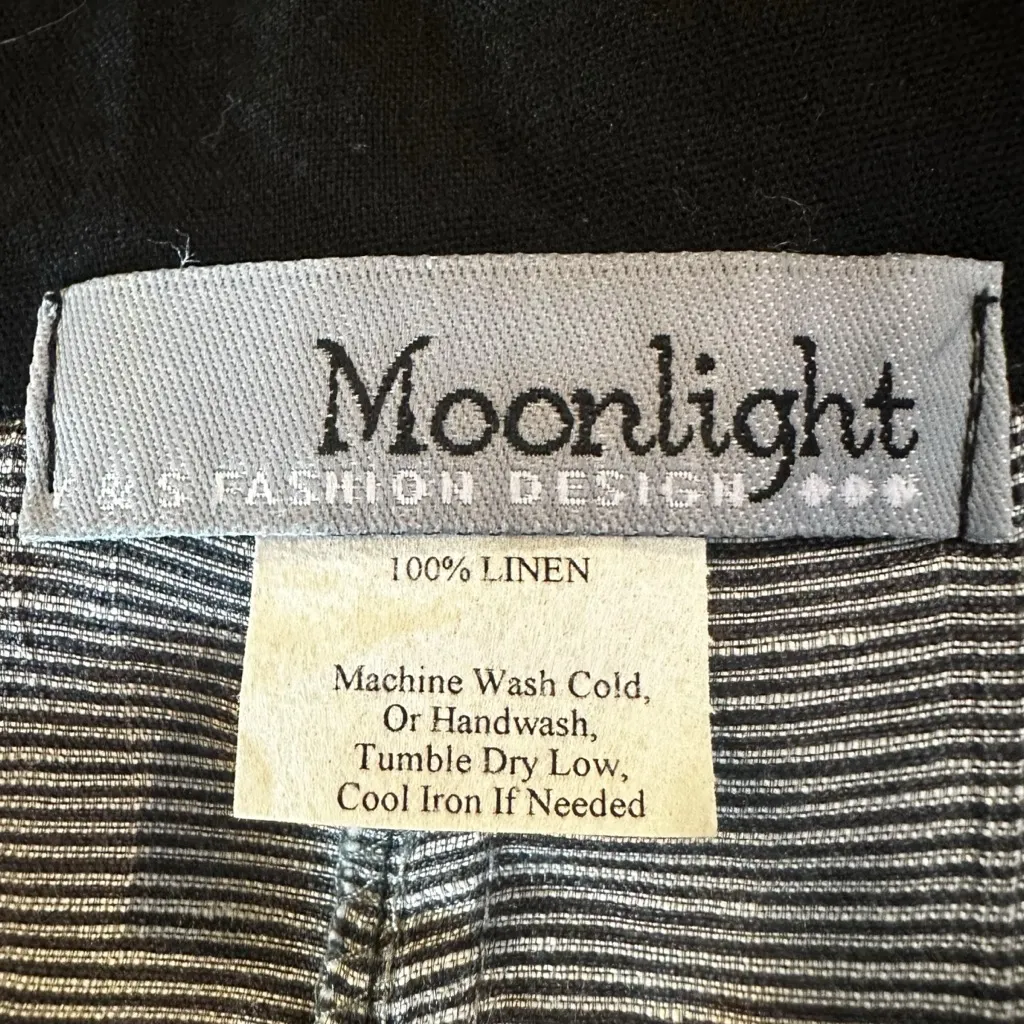 Moonlight
& S FASHION DESIGN
100% LINEN
Machine Wash Cold,
Or Handwash,
Tumble Dry Low,
Cool Iron If Needed